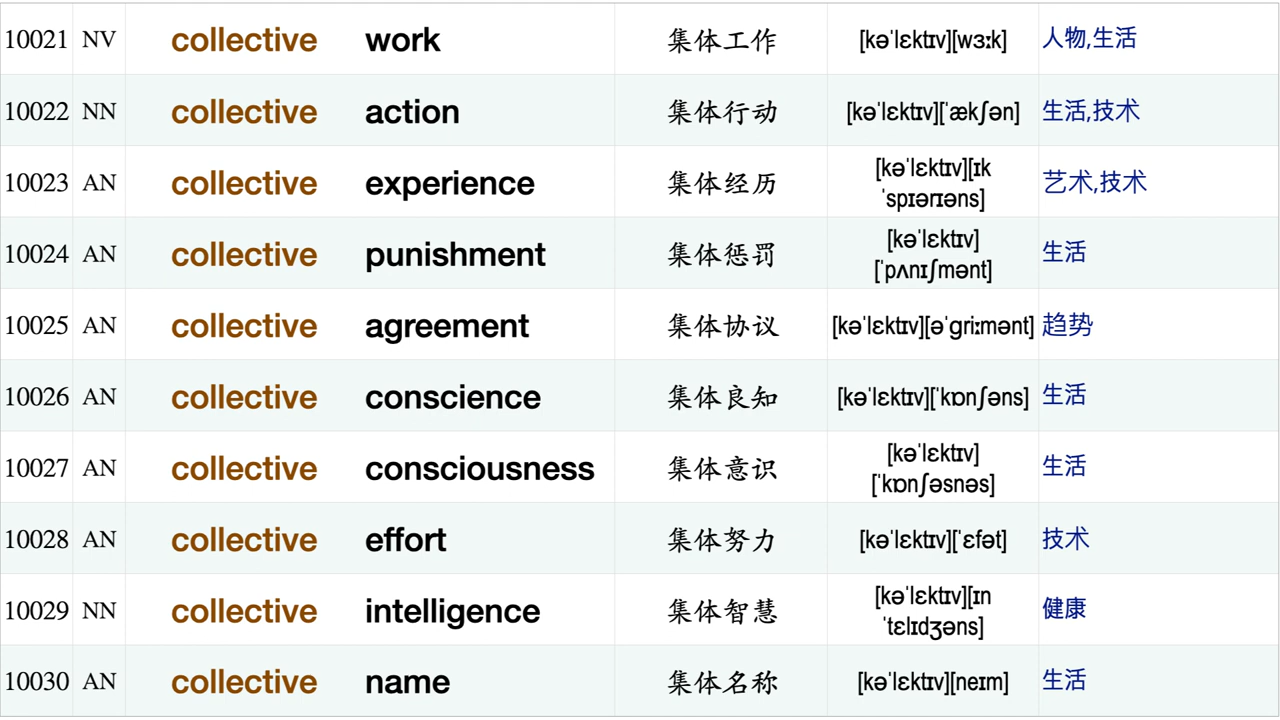 10021 NV collective work 集体工作 [kəˈlɛktɪv][wɜːk] 人物,生活
10022 NN collective action 集体行动 [kəˈlɛktɪv][ˈækʃən] 生活,技术
10023 AN collective experience 集体经历 [kəˈlɛktɪv][ɪk ˈspɪərɪəns] 艺术,技术
10024 AN collective punishment 集体惩罚 [kəˈlɛktɪv] [ˈpʌnɪʃmənt] 生活
10025 AN collective agreement 集体协议 [kəˈlɛktɪv][əˈɡriːmənt] 趋势
10026 AN collective conscience 集体良知 [kəˈlɛktɪv][ˈkɒnʃəns] 生活
10027 AN collective consciousness 集体意识 [kəˈlɛktɪv] [ˈkɒnʃəsnəs] 生活
10028 AN collective effort 集体努力 [kəˈlɛktɪv][ˈɛfət] 技术
10029 NN collective intelligence 集体智慧 [kəˈlɛktɪv][ɪn ˈtɛlɪdʒəns] 健康
10030 AN collective name 集体名称 [kəˈlɛktɪv][neɪm] 生活